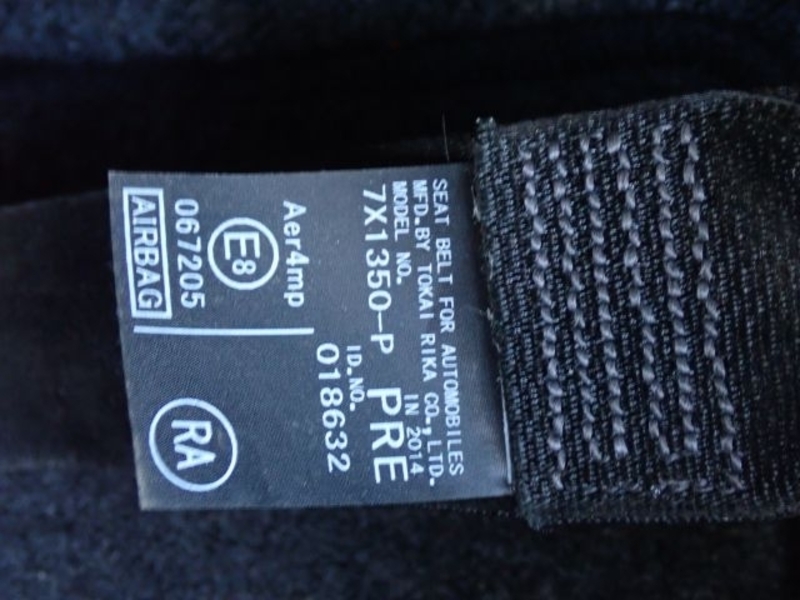 SEAT BELT FOR AUTOMOBILES
MFD.BY TOKAI RIKA CO.,LTD.
MODEL NO. IN 2014
7X1350-P PRE
ID.NO.
018632
Aer4mp
E8
067205
AIRBAG
RA